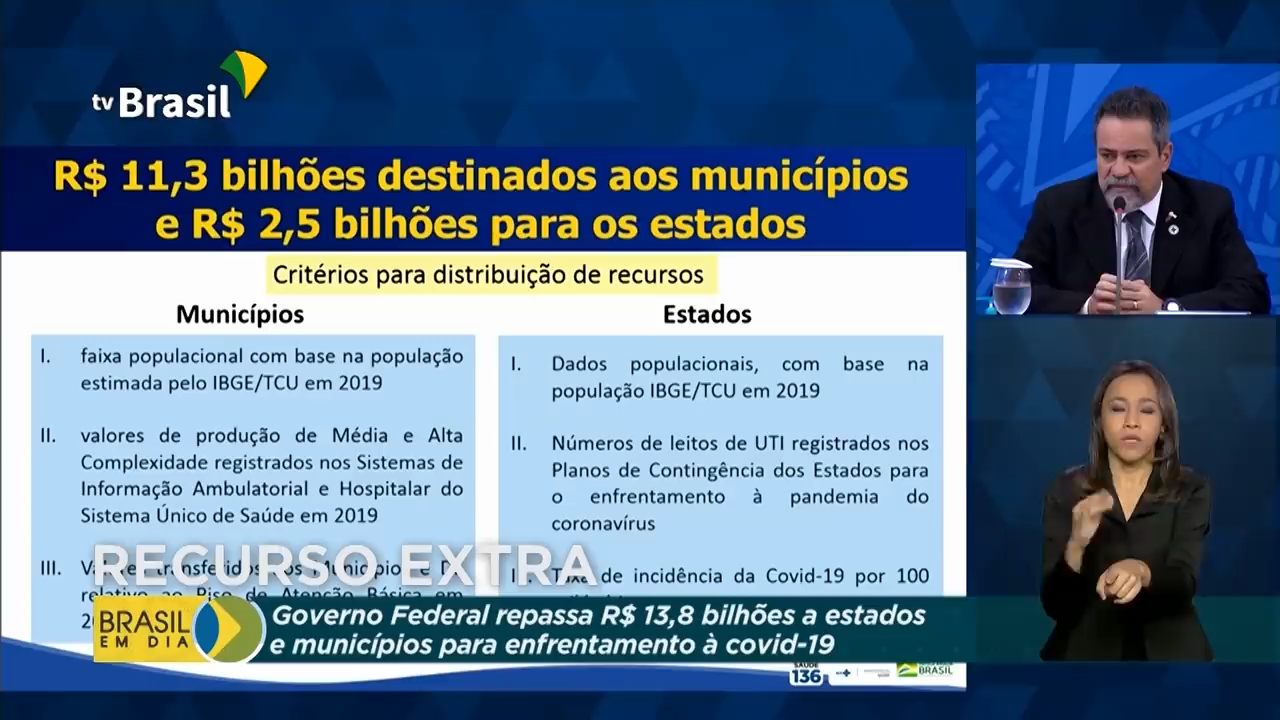 tv Brasil
R$ 11,3 bilhões destinados aos municípios
e R$ 2,5 bilhões para os estados
Critérios para distribuição de recursos
Municípios
I. faixa populacional com base na população
estimada pelo IBGE/TCU em 2019
II. valores de produção de Média e Alta
Complexidade registrados nos Sistemas de
Informação Ambulatorial e Hospitalar do
Sistema Único de Saúde em 2019
III.
Estados
I. Dados populacionais, com base na
população IBGE/TCU em 2019
II. Números de leitos de UTI registrados nos
Planos de Contingência dos Estados para
o enfrentamento à pandemia do
coronavírus
de incidência da Covid-19 por 100
RECURSO EXTRA
BRASIL
EM DIA
Governo Federal repassa R$ 13,8 bilhões a estados
e municípios para enfrentamento à covid-19
136
BRASIL